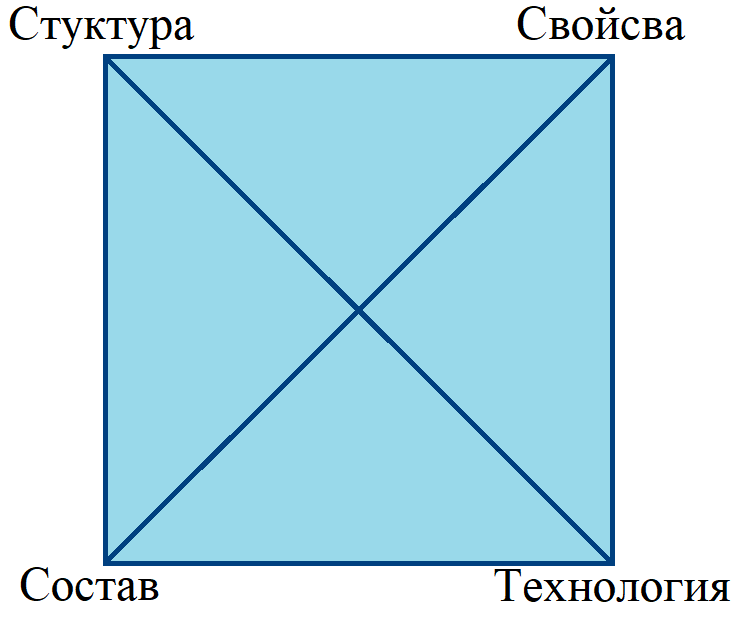 Стуктура
Свойсва
Состав
Технология